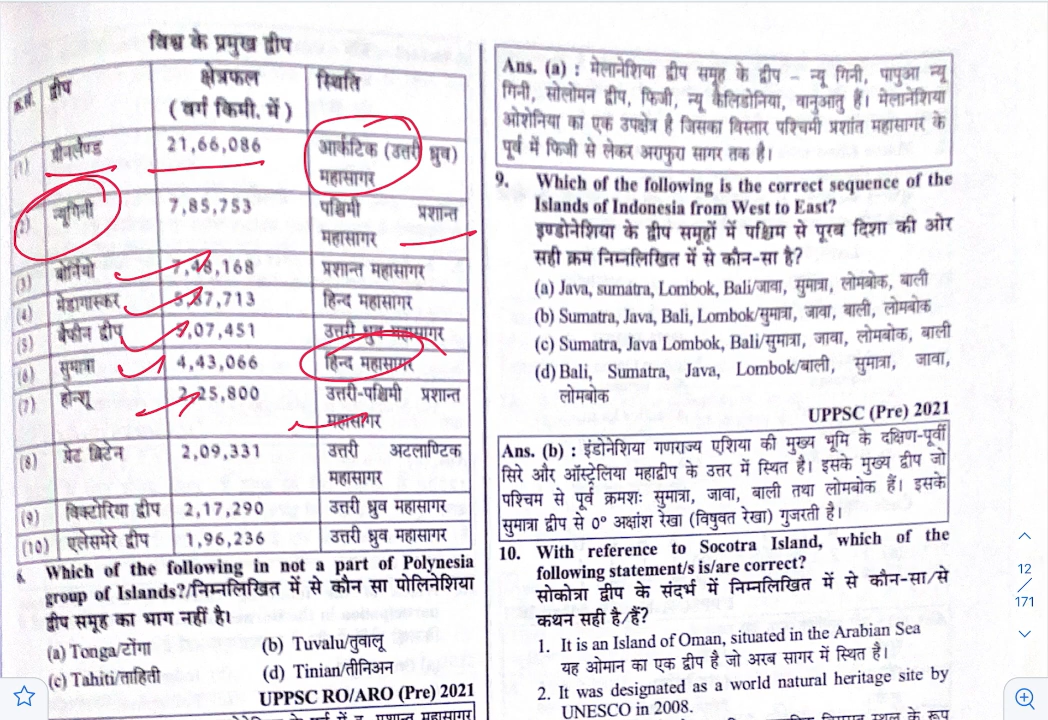 विश्व के प्रमुख द्वीप
क्र.सं. द्वीप क्षेत्रफल स्थिति
(वर्ग किमी. में)
(1) ग्रीनलैण्ड 21,66,086 आर्कटिक (उत्तरी ध्रुव)
महासागर
2) न्यूगिनी 7,85,753 पश्चिमी प्रशान्त
महासागर
(3) बोर्नियो 7,48,168 प्रशान्त महासागर
(4) मेडागास्कर 5,87,713 हिन्द महासागर
(5) बैफीन द्वीप 5,07,451 उत्तरी ध्रुव महासागर
(6) सुमात्रा 4,43,066 हिन्द महासागर
(7) होन्शू 2,25,800 उत्तरी-पश्चिमी प्रशान्त
महासागर
(8) ग्रेट ब्रिटेन 2,09,331 उत्तरी अटलाण्टिक
महासागर
(9) विक्टोरिया द्वीप 2,17,290 उत्तरी ध्रुव महासागर
(10) एलेसमेरे द्वीप 1,96,236 उत्तरी ध्रुव महासागर
8. Which of the following in not a part of Polynesia
group of Islands?/निम्नलिखित में से कौन सा पोलिनेशिया
द्वीप समूह का भाग नहीं है।
(a) Tonga/टोंगा (b) Tuvalu/तुबालू
(c) Tahiti/ताहिती (d) Tinian/तीनिअन
UPPSC RO/ARO (Pre) 2021
प्रशान्त महासागर
Ans. (a) : मेलानेशिया द्वीप समूह के द्वीप – न्यू गिनी, पापुआ न्यू
गिनी, सोलोमन द्वीप, फिजी, न्यू कैलिडोनिया, वानुआतु हैं। मेलानेशिया
ओशेनिया का एक उपक्षेत्र है जिसका विस्तार पश्चिमी प्रशांत महासागर के
पूर्व में फिजी से लेकर अराफुरा सागर तक है।
9. Which of the following is the correct sequence of the
Islands of Indonesia from West to East?
इण्डोनेशिया के द्वीप समूहों में पश्चिम से पूरब दिशा की ओर
सही क्रम निम्नलिखित में से कौन-सा है?
(a) Java, sumatra, Lombok, Bali/जावा, सुमात्रा, लोमबोक, बाली
(b) Sumatra, Java, Bali, Lombok/सुमात्रा, जावा, बाली, लोमबोक
(c) Sumatra, Java Lombok, Bali/सुमात्रा, जावा, लोमबोक, बाली
(d) Bali, Sumatra, Java, Lombok/बाली, सुमात्रा, जावा,
लोमबोक
UPPSC (Pre) 2021
Ans. (b) : इंडोनेशिया गणराज्य एशिया की मुख्य भूमि के दक्षिण-पूर्वी
सिरे और ऑस्ट्रेलिया महाद्वीप के उत्तर में स्थित है। इसके मुख्य द्वीप जो
पश्चिम से पूर्व क्रमशः सुमात्रा, जावा, बाली तथा लोमबोक हैं। इसके
सुमात्रा द्वीप से 0° अक्षांश रेखा (विषुवत रेखा) गुजरती है।
10. With reference to Socotra Island, which of the
following statement/s is/are correct?
सोकोत्रा द्वीप के संदर्भ में निम्नलिखित में से कौन-सा/से
कथन सही है/हैं?
1. It is an Island of Oman, situated in the Arabian Sea
यह ओमान का एक द्वीप है जो अरब सागर में स्थित है।
2. It was designated as a world natural heritage site by
UNESCO in 2008.
12
171